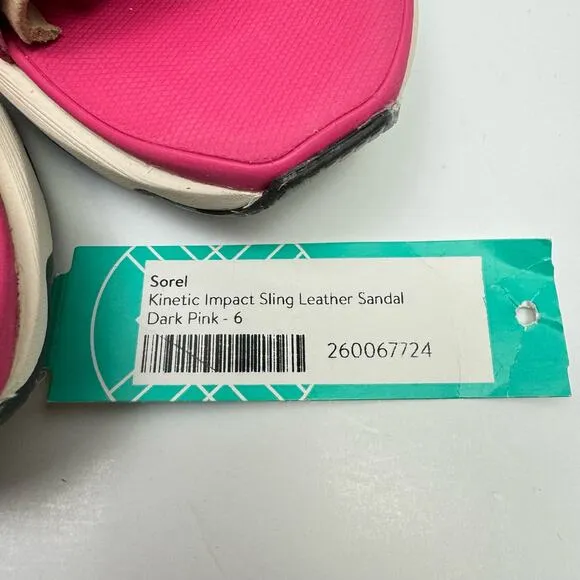 Sorel
Kinetic Impact Sling Leather Sandal
Dark Pink - 6
260067724